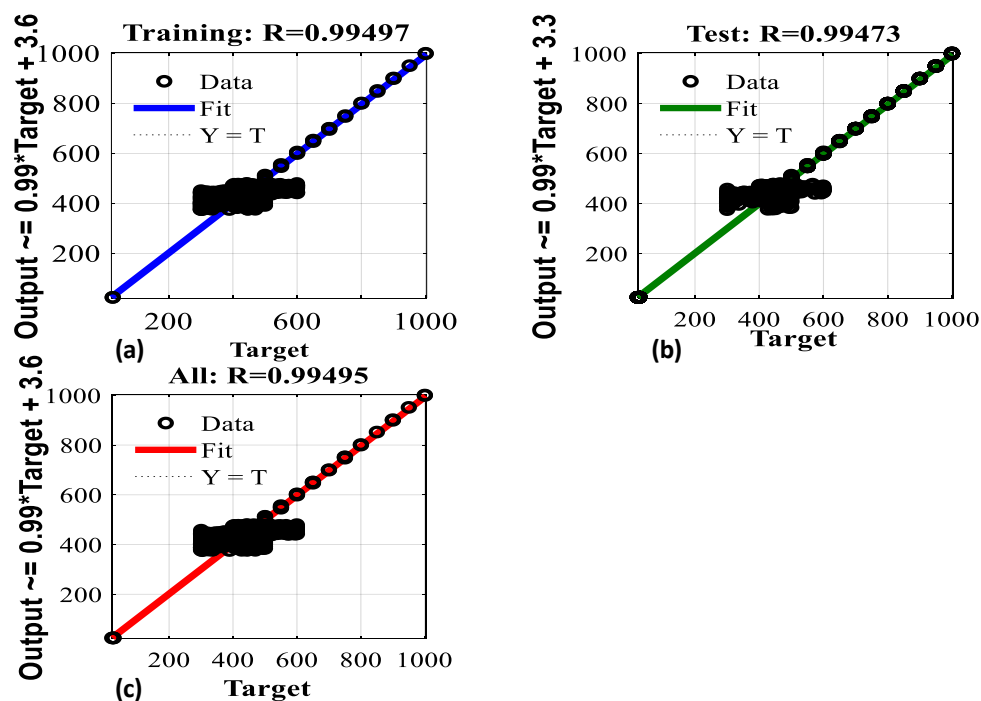 Training: R=0.99497
Output ~= 0.99*Target + 3.6
1000
800
600
400
200
Data
Fit
Y = T
200
600
1000
Target
(a)
Test: R=0.99473
Output ~= 0.99*Target + 3.3
1000
800
600
400
200
Data
Fit
Y = T
200
400
600
800
1000
Target
(b)
All: R=0.99495
Output ~= 0.99*Target + 3.6
1000
800
600
400
200
Data
Fit
Y = T
200
400
600
800
1000
Target
(c)